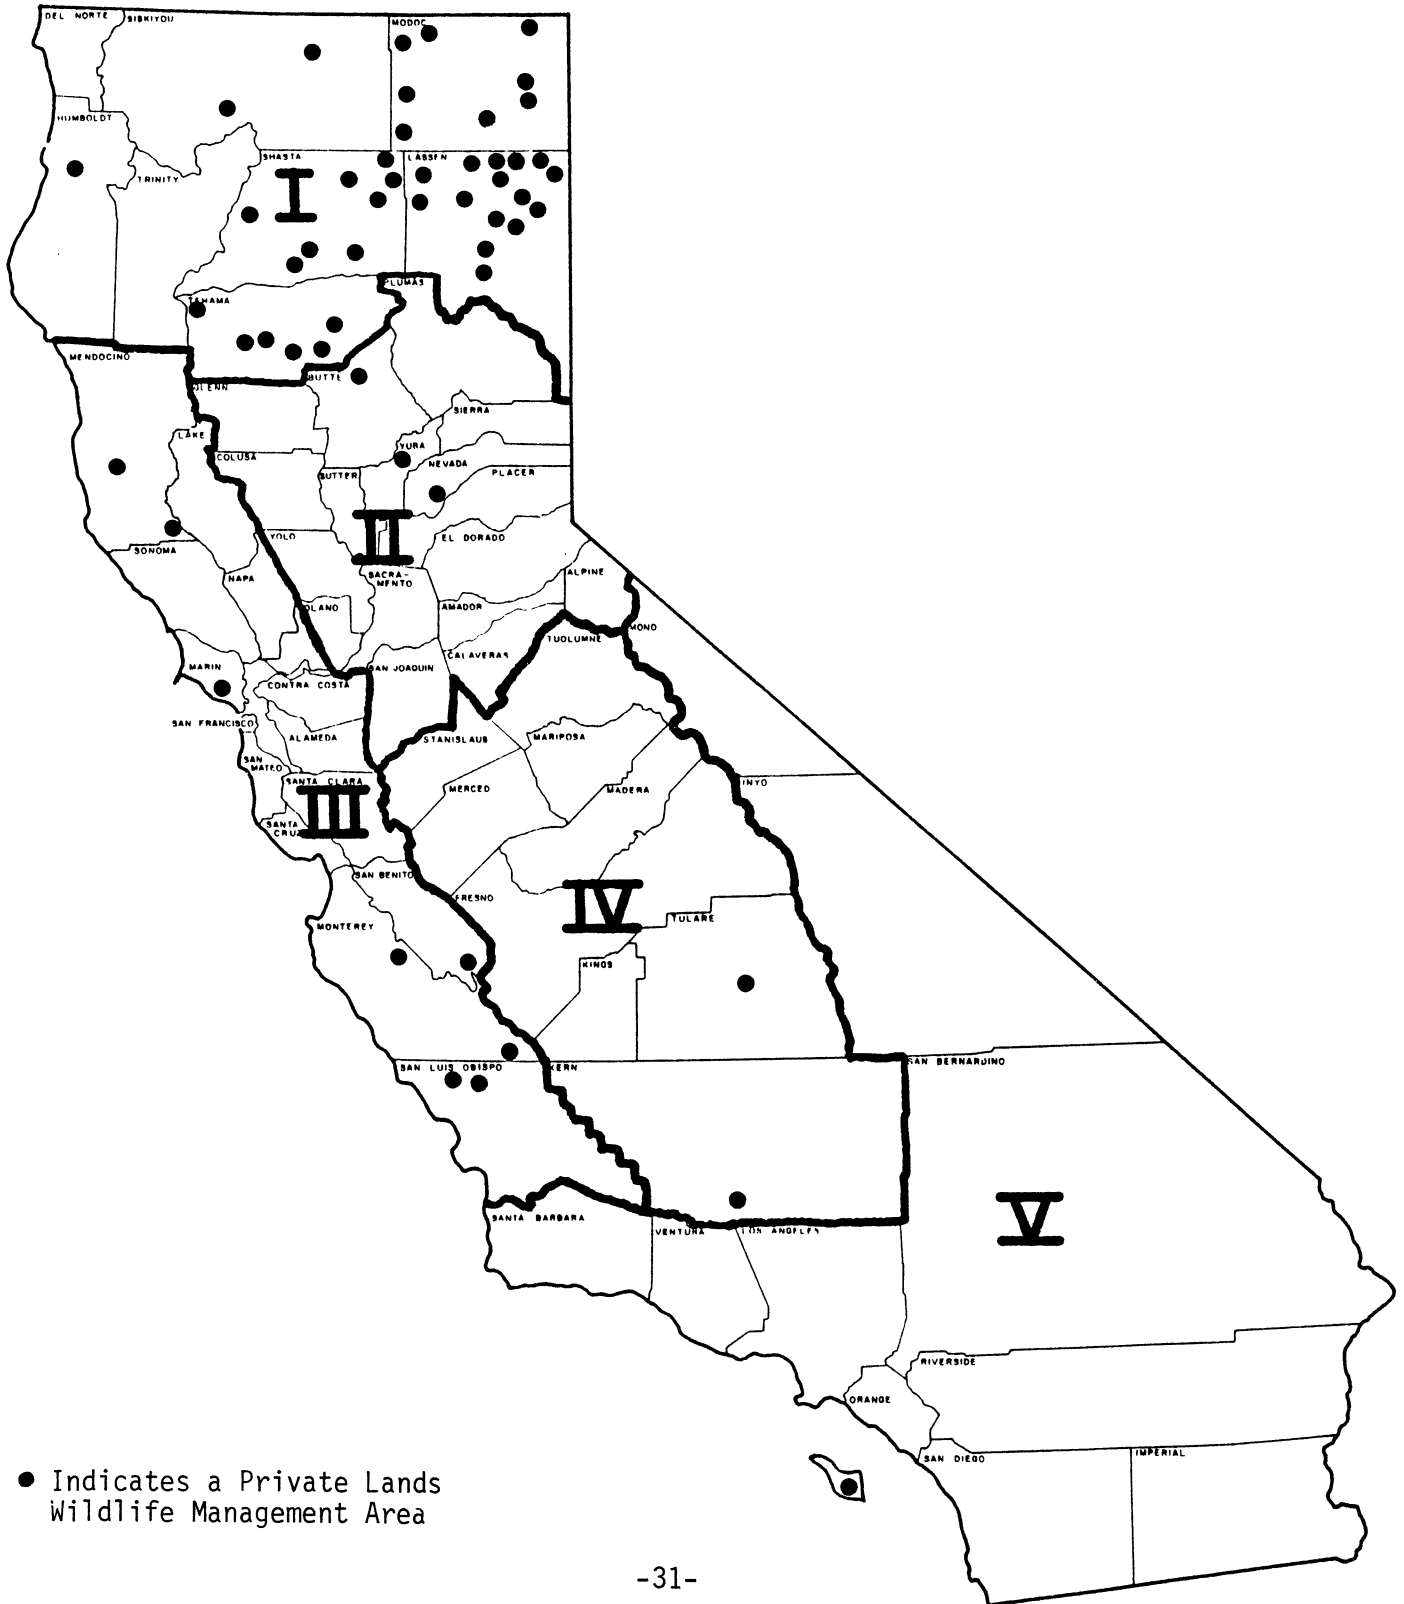 DEL NORTE
SISKIYOU
MODOC
HUMBOLDT
TRINITY
SHASTA
LASSEN
I
PLUMAS
TEHAMA
MENDOCINO
BUTTE
GLENN
SIERRA
LAKE
YUBA
COLUSA
NEVADA
SUTTER
PLACER
II
YOLO
EL DORADO
SONOMA
NAPA
SACRA-
MENTO
ALPINE
SOLANO
AMADOR
MONO
TUOLUMNE
CALAVERAS
MARIN
SAN JOAQUIN
CONTRA COSTA
SAN FRANCISCO
ALAMEDA
STANISLAUS
MARIPOSA
SAN
MATEO
SANTA CLARA
INYO
MERCED
MADERA
III
SANTA
CRUZ
SAN BENITO
FRESNO
IV
TULARE
MONTEREY
KINGS
SAN LUIS OBISPO
KERN
SAN BERNARDINO
V
SANTA BARBARA
VENTURA
LOS ANGELES
RIVERSIDE
ORANGE
SAN DIEGO
IMPERIAL
Indicates a Private Lands
Wildlife Management Area
-31-